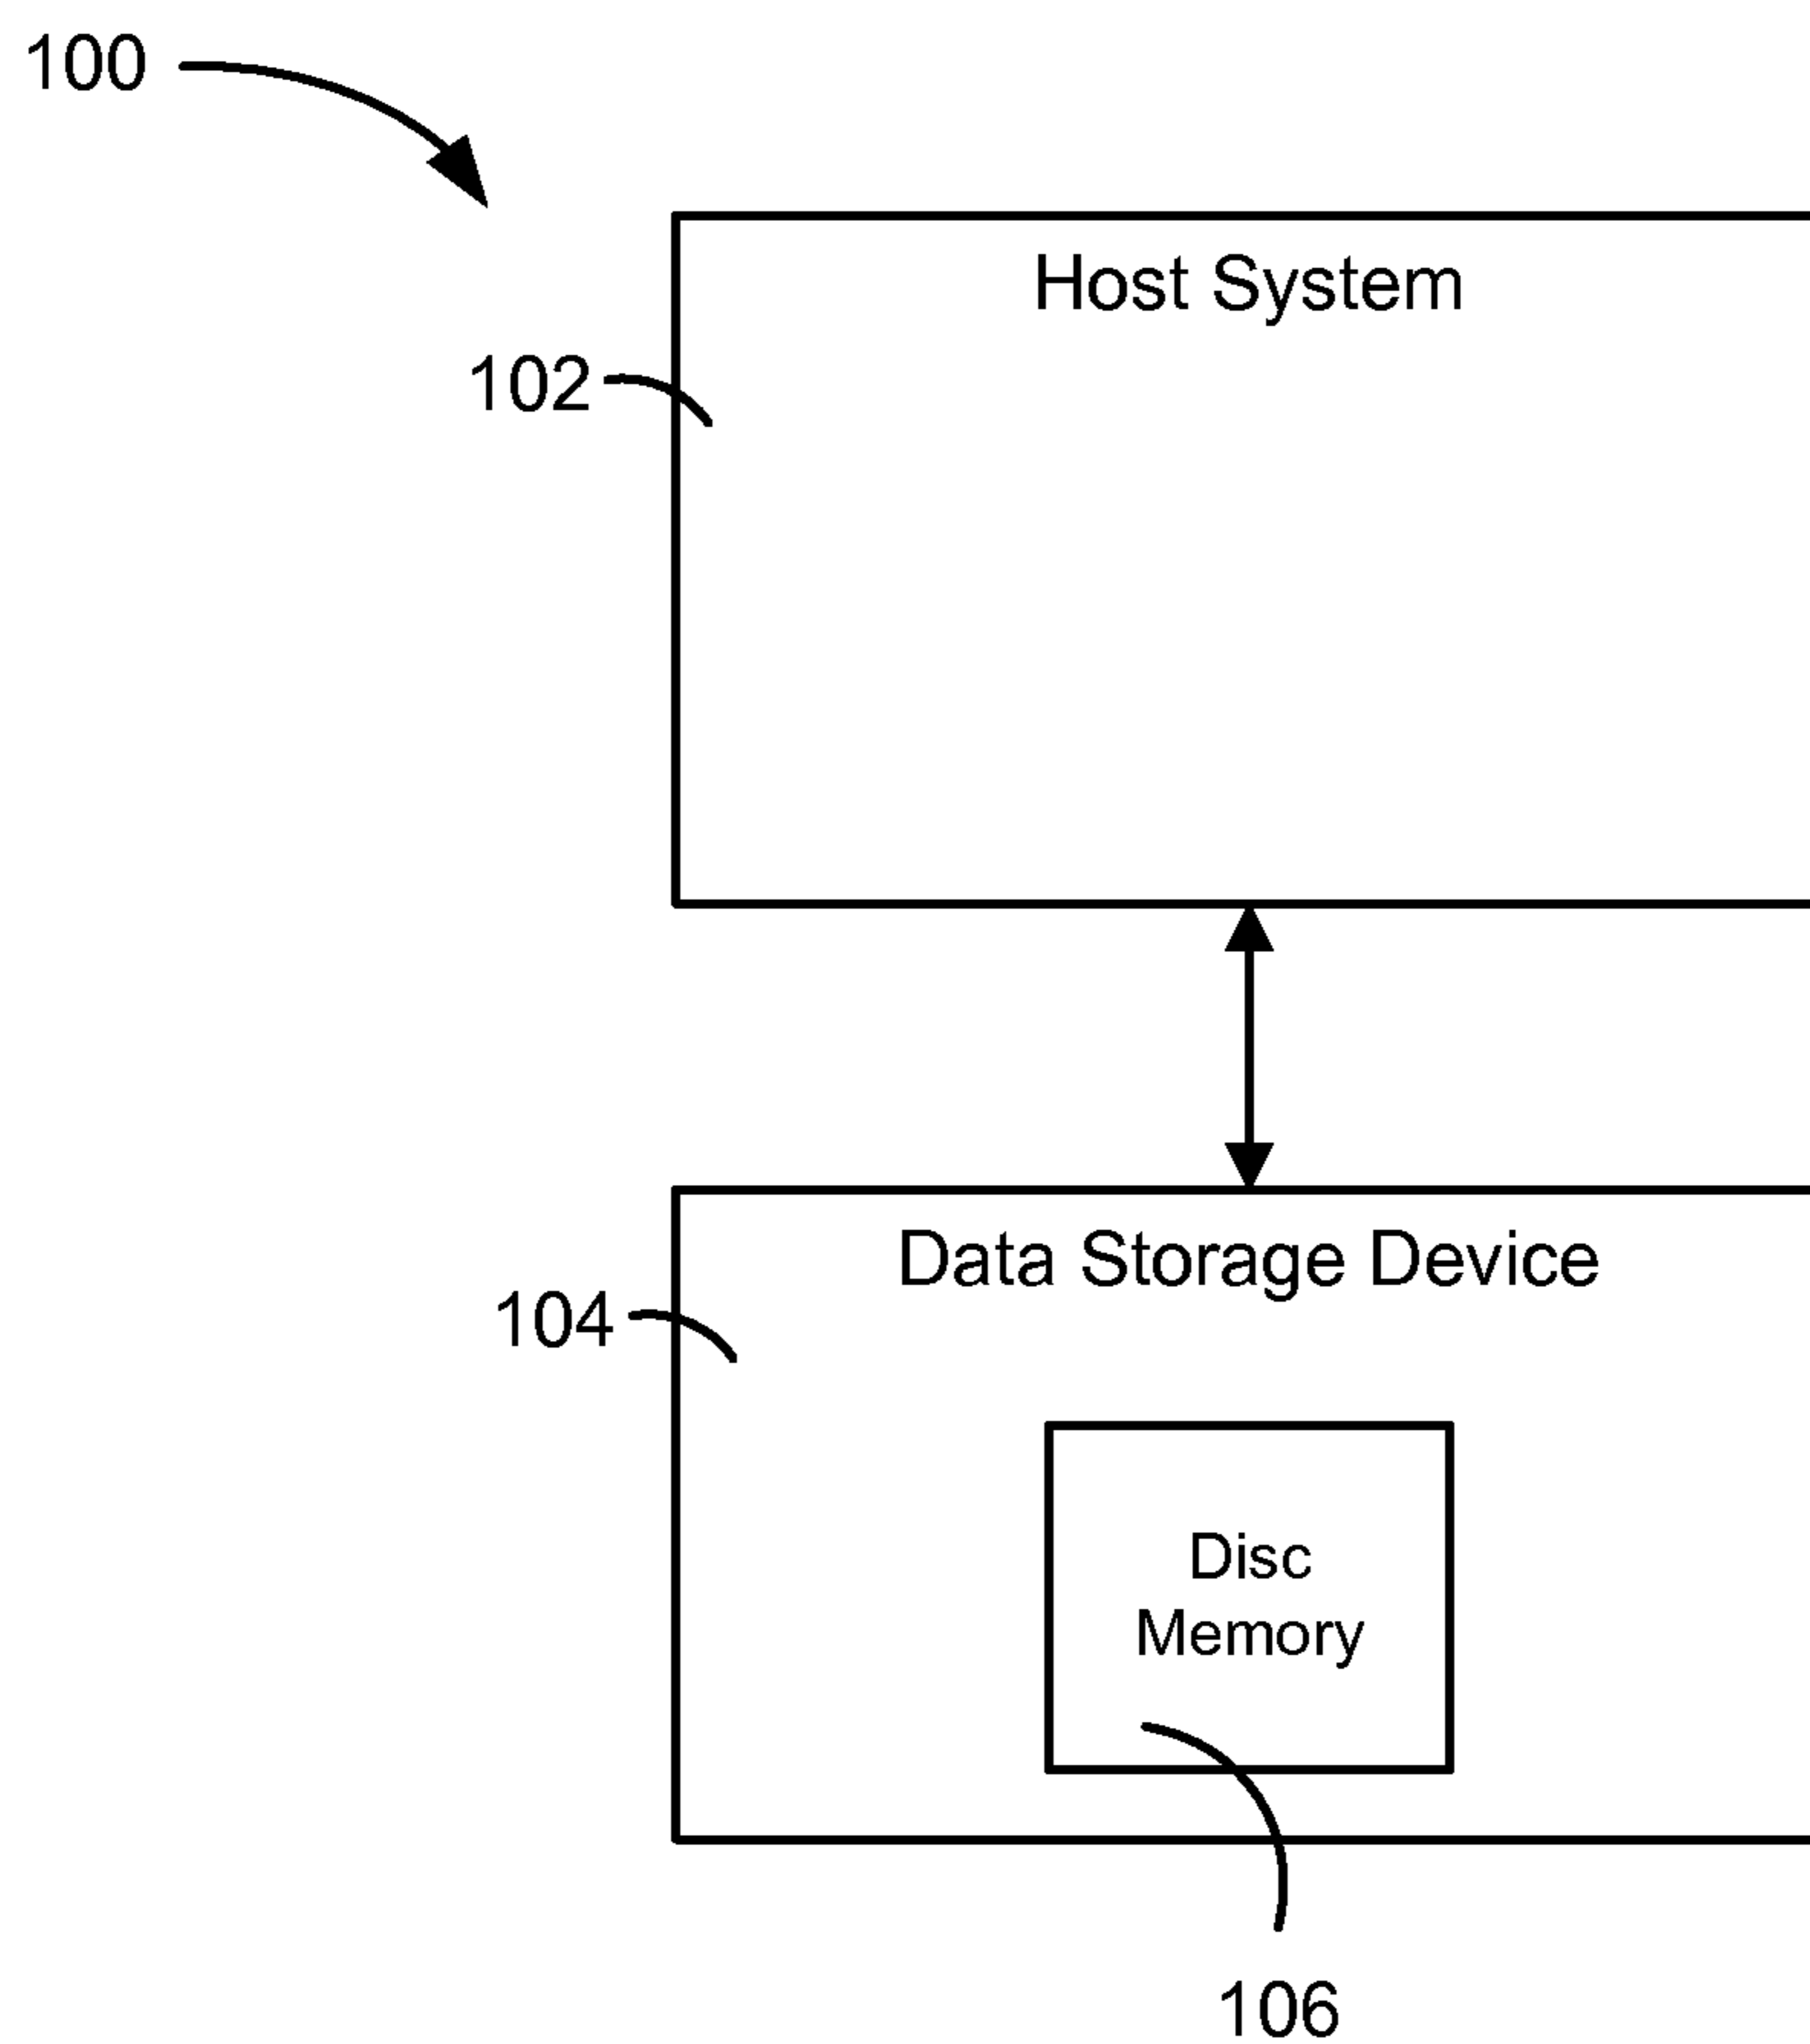 100
Host System
102
Data Storage Device
104
Disc
Memory
106